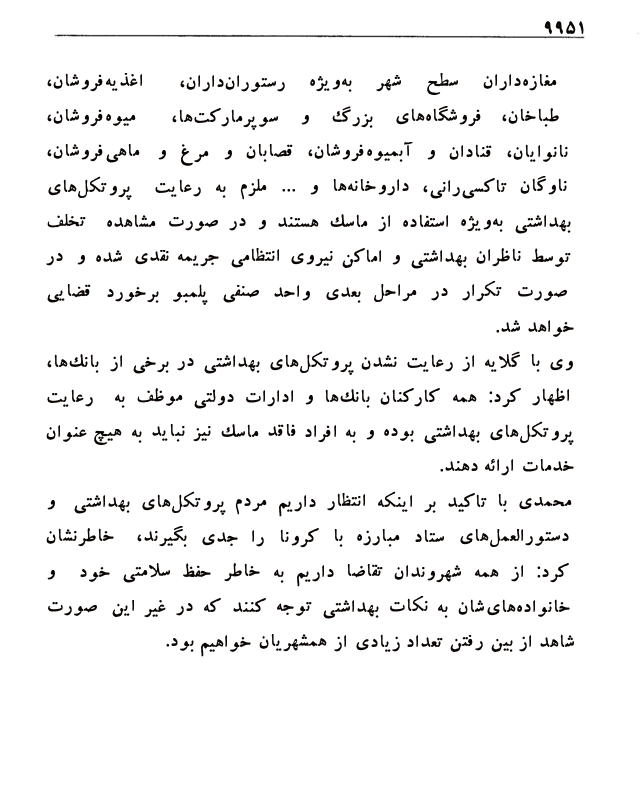 ۹۹۵۱
مغازه‌داران سطح شهر به‌ویژه رستوران‌داران، اغذیه‌فروشان،
طباخان، فروشگاه‌های بزرگ و سوپرمارکت‌ها، میوه‌فروشان،
نانوایان، قنادان و آبمیوه‌فروشان، قصابان و مرغ و ماهی‌فروشان،
ناوگان تاکسی‌رانی، داروخانه‌ها و ... ملزم به رعایت پروتکل‌های
بهداشتی به‌ویژه استفاده از ماسك هستند و در صورت مشاهده تخلف
توسط ناظران بهداشتی و اماکن نیروی انتظامی جریمه نقدی شده و در
صورت تکرار در مراحل بعدی واحد صنفی پلمبو برخورد قضایی
خواهد شد.
وی با گلایه از رعایت نشدن پروتکل‌های بهداشتی در برخی از بانك‌ها،
اظهار کرد: همه کارکنان بانك‌ها و ادارات دولتی موظف به رعایت
پروتکل‌های بهداشتی بوده و به افراد فاقد ماسك نیز نباید به هیچ عنوان
خدمات ارائه دهند.
محمدی با تاکید بر اینکه انتظار داریم مردم پروتکل‌های بهداشتی و
دستورالعمل‌های ستاد مبارزه با کرونا را جدی بگیرند، خاطرنشان
کرد: از همه شهروندان تقاضا داریم به خاطر حفظ سلامتی خود و
خانواده‌های‌شان به نکات بهداشتی توجه کنند که در غیر این صورت
شاهد از بین رفتن تعداد زیادی از همشهریان خواهیم بود.